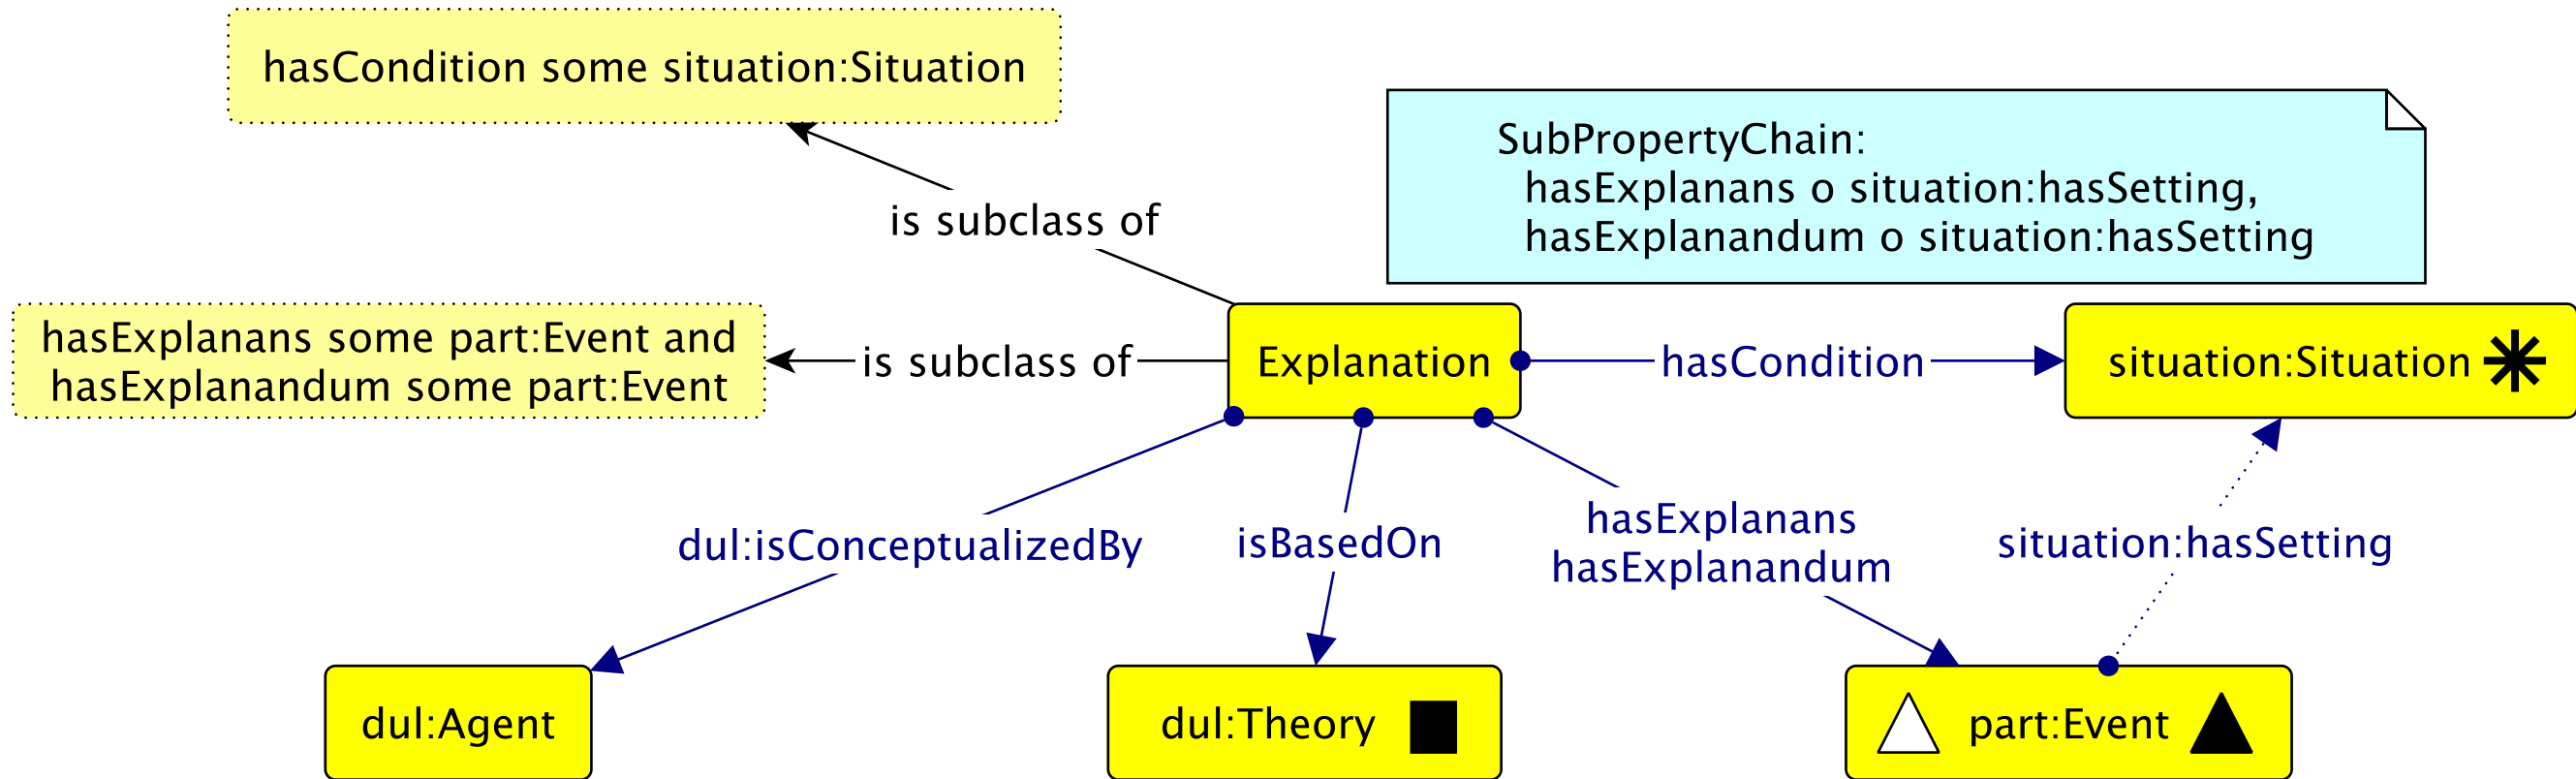 hasCondition some situation:Situation
SubPropertyChain:
hasExplanans o situation:hasSetting,
hasExplanandum o situation:hasSetting
is subclass of
hasExplanans some part:Event and
hasExplanandum some part:Event
is subclass of
Explanation
hasCondition
situation:Situation
dul:isConceptualizedBy
isBasedOn
hasExplanans
hasExplanandum
situation:hasSetting
dul:Agent
dul:Theory
part:Event